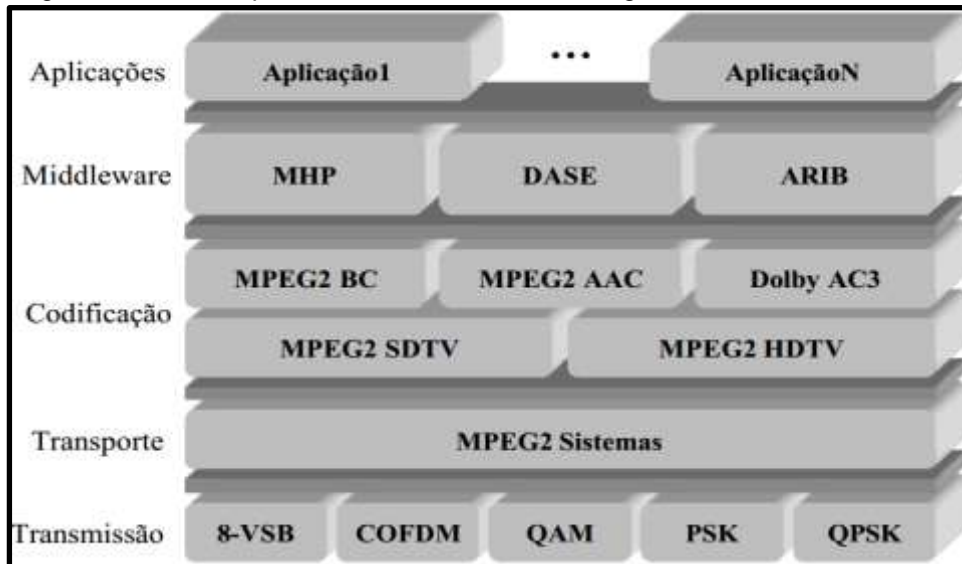 Aplicações Aplicação1 ... AplicaçãoN
Middleware MHP DASE ARIB
MPEG2 BC MPEG2 AAC Dolby AC3
Codificação
MPEG2 SDTV MPEG2 HDTV
Transporte MPEG2 Sistemas
Transmissão 8-VSB COFDM QAM PSK QPSK